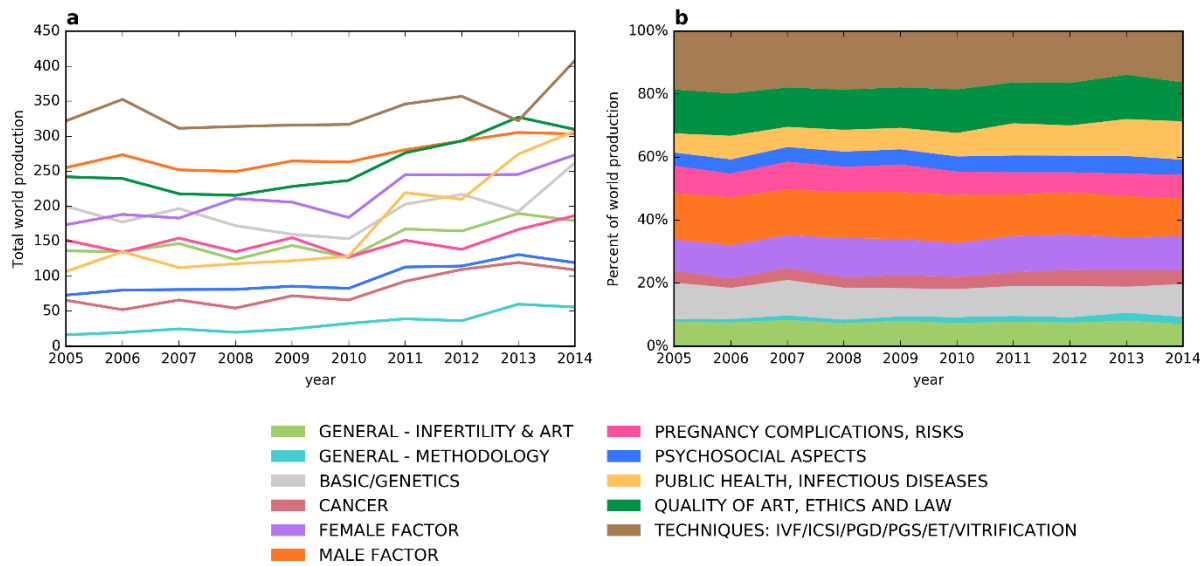 a
450
400
350
300
250
200
150
100
50
0
Total world production
2005 2006 2007 2008 2009 2010 2011 2012 2013 2014
year
b
100%
80%
60%
40%
20%
0%
Percent of world production
2005 2006 2007 2008 2009 2010 2011 2012 2013 2014
year
GENERAL - INFERTILITY & ART
GENERAL - METHODOLOGY
BASIC/GENETICS
CANCER
FEMALE FACTOR
MALE FACTOR
PREGNANCY COMPLICATIONS, RISKS
PSYCHOSOCIAL ASPECTS
PUBLIC HEALTH, INFECTIOUS DISEASES
QUALITY OF ART, ETHICS AND LAW
TECHNIQUES: IVF/ICSI/PGD/PGS/ET/VITRIFICATION